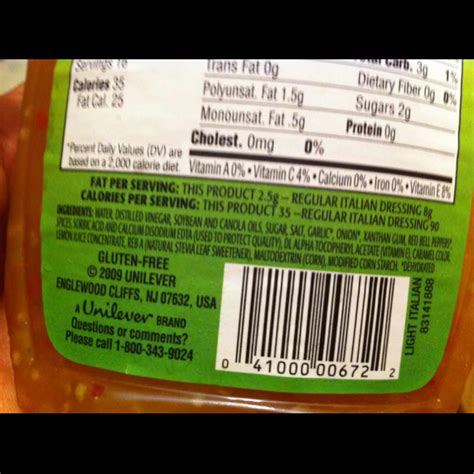 Servings 16
Calories 35
Fat Cal. 25
*Percent Daily Values (DV) are
based on a 2,000 calorie diet.
Trans Fat 0g
Polyunsat. Fat 1.5g
Monounsat. Fat .5g
Cholest. 0mg 0%
Carb. 3g 1%
Dietary Fiber 0g 0%
Sugars 2g
Protein 0g
Vitamin A 0% • Vitamin C 4% • Calcium 0% • Iron 0% • Vitamin E 8%
FAT PER SERVING: THIS PRODUCT 2.5g – REGULAR ITALIAN DRESSING 8g
CALORIES PER SERVING: THIS PRODUCT 35 – REGULAR ITALIAN DRESSING 90
INGREDIENTS: WATER, DISTILLED VINEGAR, SOYBEAN AND CANOLA OILS, SUGAR, SALT, GARLIC*, ONION*, XANTHAN GUM, RED BELL PEPPER*,
SPICES, SORBIC ACID AND CALCIUM DISODIUM EDTA (USED TO PROTECT QUALITY), DL ALPHA TOCOPHERYL ACETATE (VITAMIN E), CARAMEL COLOR,
LEMON JUICE CONCENTRATE, REB A (NATURAL STEVIA LEAF SWEETENER), MALTODEXTRIN (CORN), MODIFIED CORN STARCH. *DEHYDRATED
GLUTEN-FREE
© 2009 UNILEVER
ENGLEWOOD CLIFFS, NJ 07632, USA
A Unilever BRAND
Questions or comments?
Please call 1-800-343-9024
0 41000 00672 2
LIGHT ITALIAN
83141888